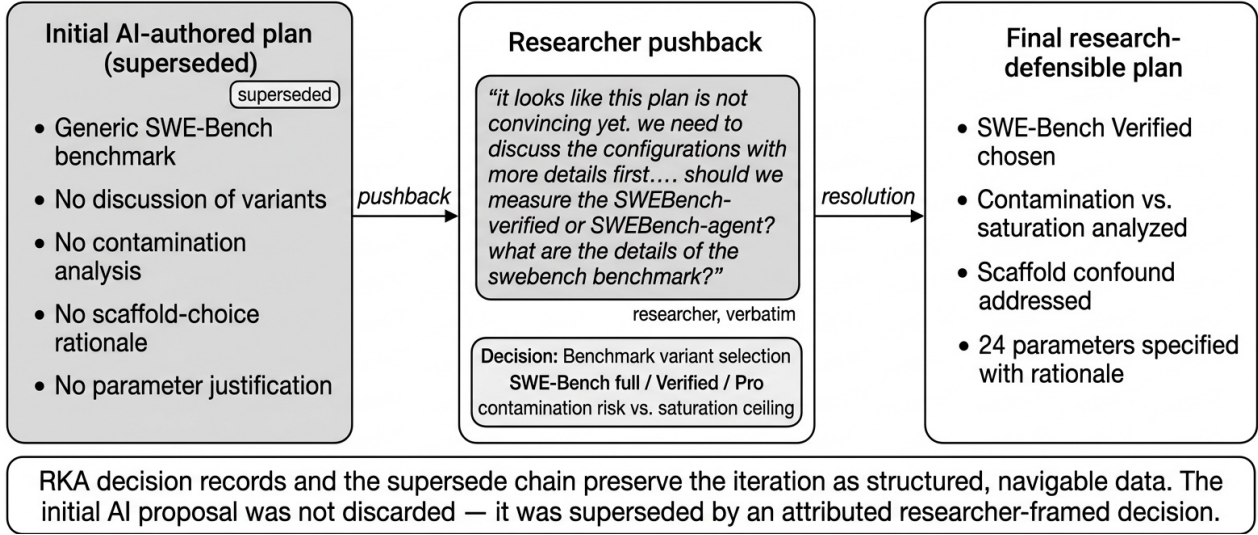 Initial AI-authored plan
(superseded)
superseded
• Generic SWE-Bench
benchmark
• No discussion of variants
• No contamination
analysis
• No scaffold-choice
rationale
• No parameter justification
pushback
Researcher pushback
“it looks like this plan is not
convincing yet. we need to
discuss the configurations with
more details first…. should we
measure the SWEBench-
verified or SWEBench-agent?
what are the details of the
swebench benchmark?”
researcher, verbatim
Decision: Benchmark variant selection
SWE-Bench full / Verified / Pro
contamination risk vs. saturation ceiling
resolution
Final research-
defensible plan
• SWE-Bench Verified
chosen
• Contamination vs.
saturation analyzed
• Scaffold confound
addressed
• 24 parameters specified
with rationale
RKA decision records and the supersede chain preserve the iteration as structured, navigable data. The
initial AI proposal was not discarded — it was superseded by an attributed researcher-framed decision.